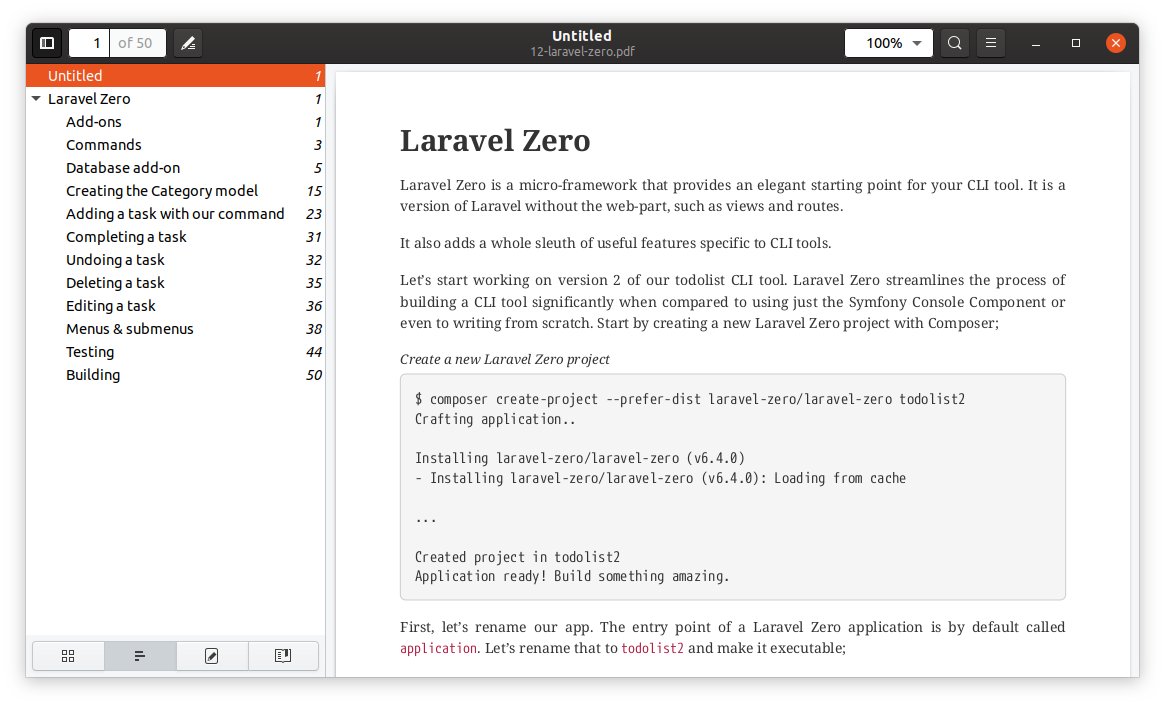 1 of 50
Untitled
12-laravel-zero.pdf
100%
Untitled 1
Laravel Zero 1
Add-ons 1
Commands 3
Database add-on 5
Creating the Category model 15
Adding a task with our command 23
Completing a task 31
Undoing a task 32
Deleting a task 35
Editing a task 36
Menus & submenus 38
Testing 44
Building 50
Laravel Zero
Laravel Zero is a micro-framework that provides an elegant starting point for your CLI tool. It is a
version of Laravel without the web-part, such as views and routes.
It also adds a whole sleuth of useful features specific to CLI tools.
Let’s start working on version 2 of our todolist CLI tool. Laravel Zero streamlines the process of
building a CLI tool significantly when compared to using just the Symfony Console Component or
even to writing from scratch. Start by creating a new Laravel Zero project with Composer;
Create a new Laravel Zero project
$ composer create-project --prefer-dist laravel-zero/laravel-zero todolist2
Crafting application..
Installing laravel-zero/laravel-zero (v6.4.0)
- Installing laravel-zero/laravel-zero (v6.4.0): Loading from cache
...
Created project in todolist2
Application ready! Build something amazing.
First, let’s rename our app. The entry point of a Laravel Zero application is by default called
application. Let’s rename that to todolist2 and make it executable;